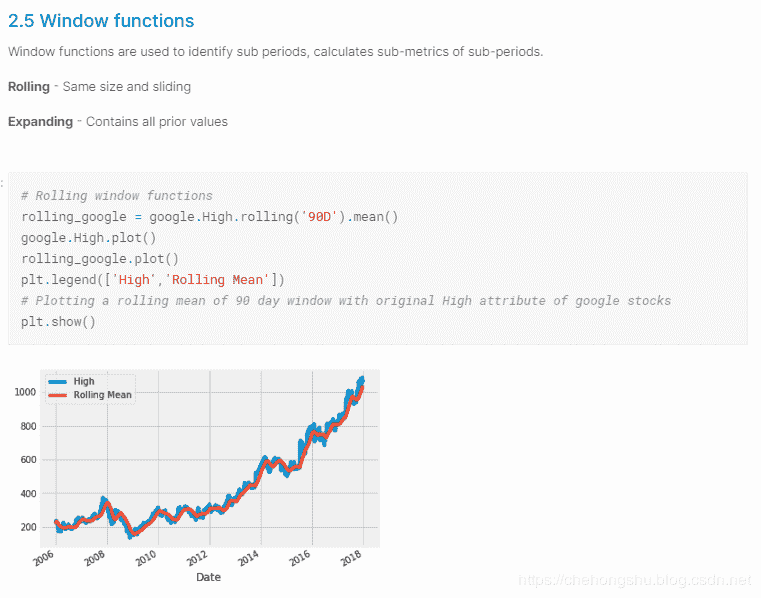 2.5 Window functions
Window functions are used to identify sub periods, calculates sub-metrics of sub-periods.
Rolling - Same size and sliding
Expanding - Contains all prior values
:
# Rolling window functions
rolling_google = google.High.rolling('90D').mean()
google.High.plot()
rolling_google.plot()
plt.legend(['High','Rolling Mean'])
# Plotting a rolling mean of 90 day window with original High attribute of google stocks
plt.show()
High
Rolling Mean
1000
800
600
400
200
2006 2008 2010 2012 2014 2016 2018
Date
https://chehongshu.blog.csdn.net